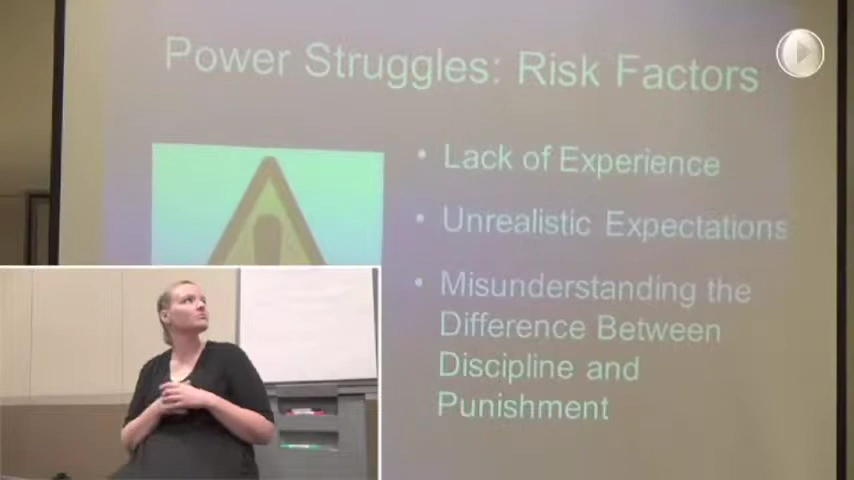 Power Struggles: Risk Factors
• Lack of Experience
• Unrealistic Expectations
• Misunderstanding the
Difference Between
Discipline and
Punishment